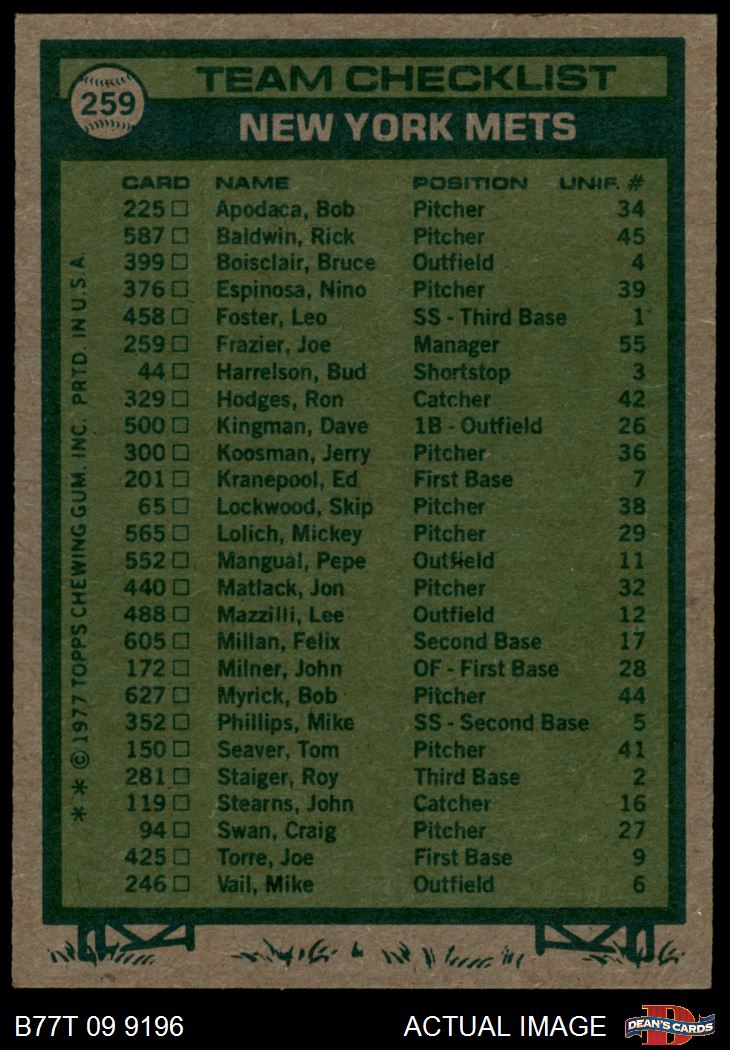 259
TEAM CHECKLIST
NEW YORK METS
CARD NAME POSITION UNIF. #
225 Apodaca, Bob Pitcher 34
587 Baldwin, Rick Pitcher 45
399 Boisclair, Bruce Outfield 4
376 Espinosa, Nino Pitcher 39
458 Foster, Leo SS - Third Base 1
259 Frazier, Joe Manager 55
44 Harrelson, Bud Shortstop 3
329 Hodges, Ron Catcher 42
500 Kingman, Dave 1B - Outfield 26
300 Koosman, Jerry Pitcher 36
201 Kranepool, Ed First Base 7
65 Lockwood, Skip Pitcher 38
565 Lolich, Mickey Pitcher 29
552 Mangual, Pepe Outfield 11
440 Matlack, Jon Pitcher 32
488 Mazzilli, Lee Outfield 12
605 Millan, Felix Second Base 17
172 Milner, John OF - First Base 28
627 Myrick, Bob Pitcher 44
352 Phillips, Mike SS - Second Base 5
150 Seaver, Tom Pitcher 41
281 Staiger, Roy Third Base 2
119 Stearns, John Catcher 16
94 Swan, Craig Pitcher 27
425 Torre, Joe First Base 9
246 Vail, Mike Outfield 6
* * © 1977 TOPPS CHEWING GUM, INC. PRTD. IN U.S.A.
B77T 09 9196 ACTUAL IMAGE
D
DEAN'S CARDS